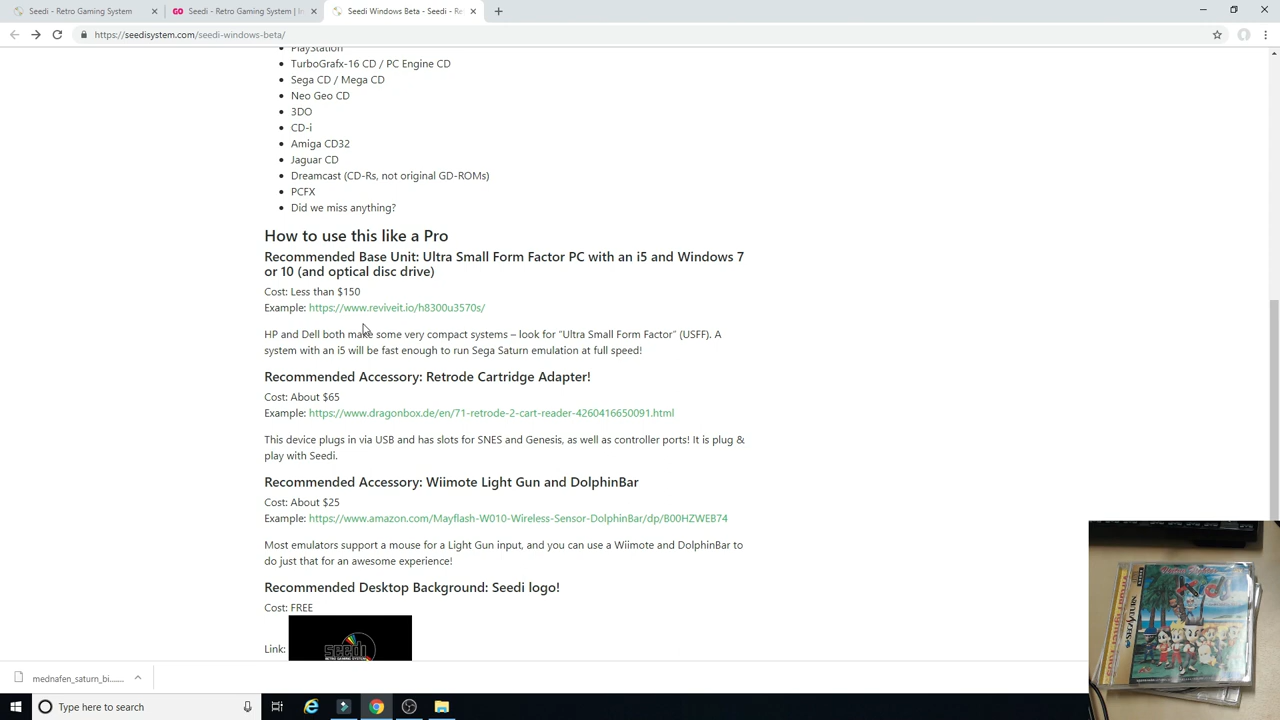 Seedi - Retro Gaming System
Seedi - Retro Gaming System | In
Seedi Windows Beta - Seedi - Re
https://seedisystem.com/seedi-windows-beta/
PlayStation
TurboGrafx-16 CD / PC Engine CD
Sega CD / Mega CD
Neo Geo CD
3DO
CD-i
Amiga CD32
Jaguar CD
Dreamcast (CD-Rs, not original GD-ROMs)
PCFX
Did we miss anything?
How to use this like a Pro
Recommended Base Unit: Ultra Small Form Factor PC with an i5 and Windows 7
or 10 (and optical disc drive)
Cost: Less than $150
Example: https://www.reviveit.io/h8300u3570s/
HP and Dell both make some very compact systems – look for "Ultra Small Form Factor" (USFF). A
system with an i5 will be fast enough to run Sega Saturn emulation at full speed!
Recommended Accessory: Retrode Cartridge Adapter!
Cost: About $65
Example: https://www.dragonbox.de/en/71-retrode-2-cart-reader-4260416650091.html
This device plugs in via USB and has slots for SNES and Genesis, as well as controller ports! It is plug &
play with Seedi.
Recommended Accessory: Wiimote Light Gun and DolphinBar
Cost: About $25
Example: https://www.amazon.com/Mayflash-W010-Wireless-Sensor-DolphinBar/dp/B00HZWEB74
Most emulators support a mouse for a Light Gun input, and you can use a Wiimote and DolphinBar to
do just that for an awesome experience!
Recommended Desktop Background: Seedi logo!
Cost: FREE
Link:
seedi
RETRO GAMING SYSTEM
mednafen_saturn_bi.......
Type here to search